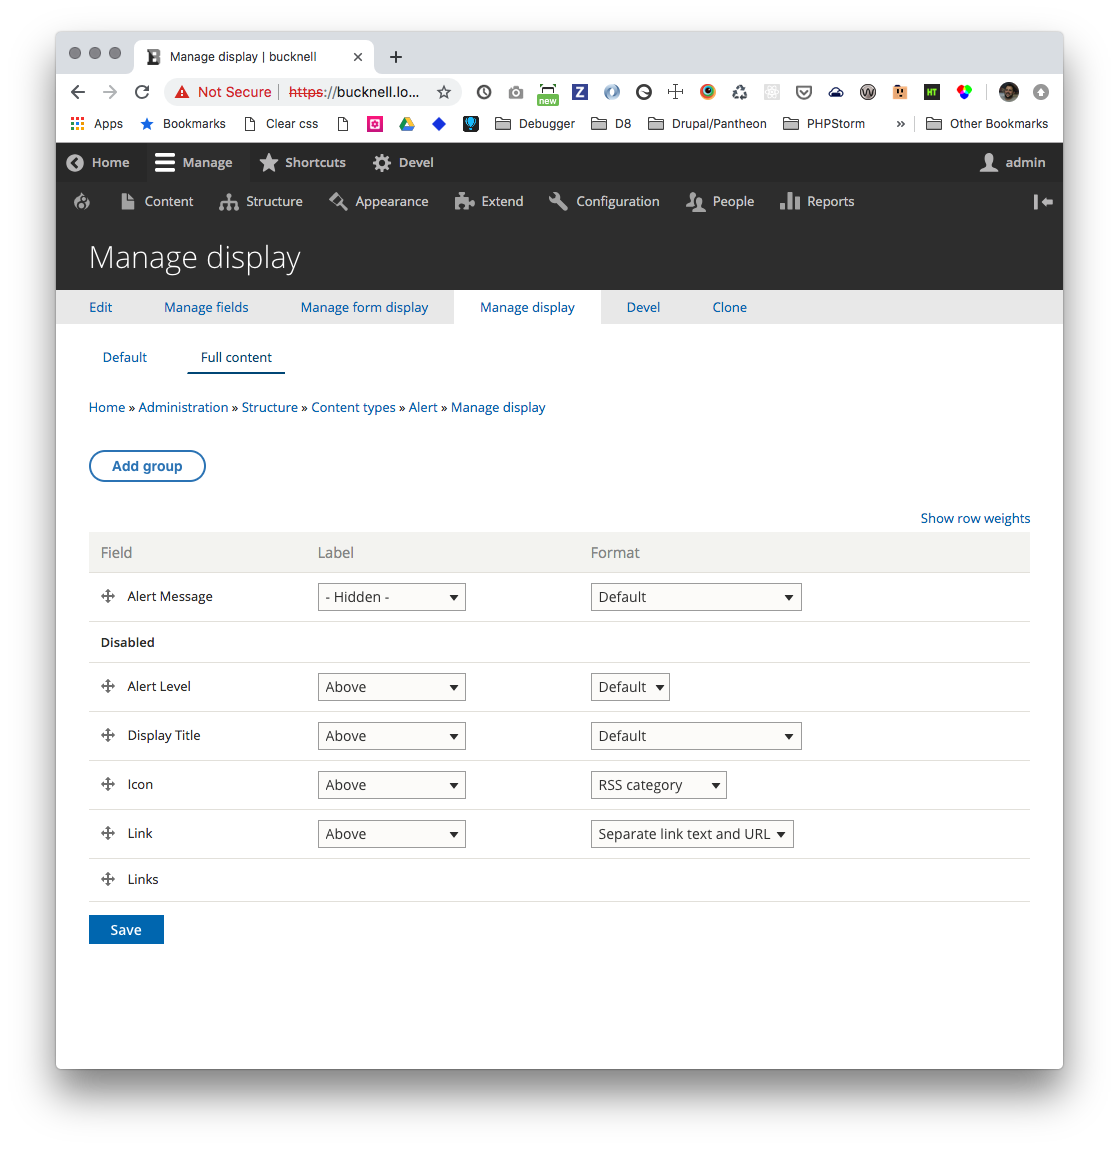 Manage display | bucknell
Not Secure | https://bucknell.lo...
new
Z
W
HT
Apps Bookmarks Clear css Debugger D8 Drupal/Pantheon PHPStorm » Other Bookmarks
Home Manage Shortcuts Devel admin
Content Structure Appearance Extend Configuration People Reports
Manage display
Edit Manage fields Manage form display Manage display Devel Clone
Default Full content
Home » Administration » Structure » Content types » Alert » Manage display
Add group
Show row weights
Field Label Format
Alert Message - Hidden - Default
Disabled
Alert Level Above Default
Display Title Above Default
Icon Above RSS category
Link Above Separate link text and URL
Links
Save